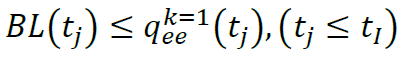 BL(t_j) ≤ q_{ee}^{k=1}(t_j), (t_j ≤ t_I)